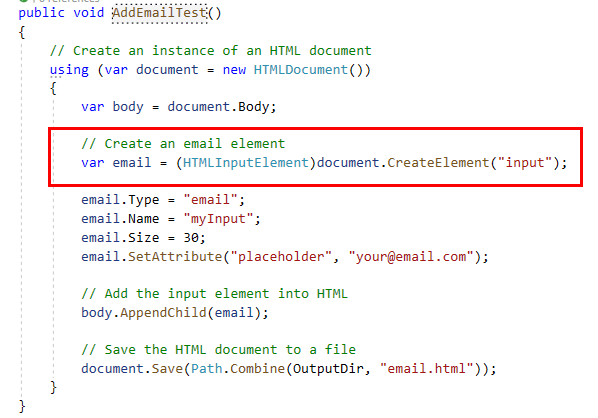 public void AddEmailTest()
{
    // Create an instance of an HTML document
    using (var document = new HTMLDocument())
    {
        var body = document.Body;

        // Create an email element
        var email = (HTMLInputElement)document.CreateElement("input");

        email.Type = "email";
        email.Name = "myInput";
        email.Size = 30;
        email.SetAttribute("placeholder", "your@email.com");

        // Add the input element into HTML
        body.AppendChild(email);

        // Save the HTML document to a file
        document.Save(Path.Combine(OutputDir, "email.html"));
    }
}